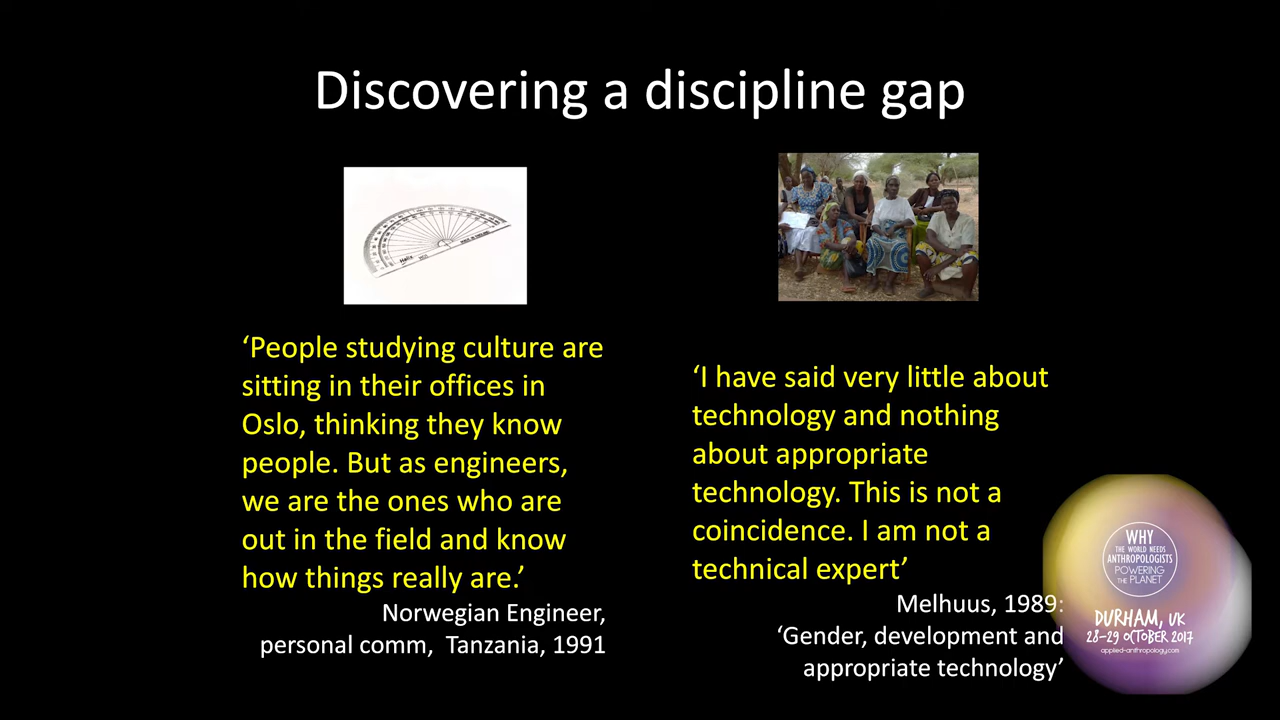 Discovering a discipline gap
‘People studying culture are
sitting in their offices in
Oslo, thinking they know
people. But as engineers,
we are the ones who are
out in the field and know
how things really are.’
Norwegian Engineer,
personal comm, Tanzania, 1991
‘I have said very little about
technology and nothing
about appropriate
technology. This is not a
coincidence. I am not a
technical expert’
Melhuus, 1989:
‘Gender, development and
appropriate technology’
WHY
THE WORLD NEEDS
ANTHROPOLOGISTS
POWERING
THE PLANET
DURHAM, UK
28-29 OCTOBER 2017
applied-anthropology.com